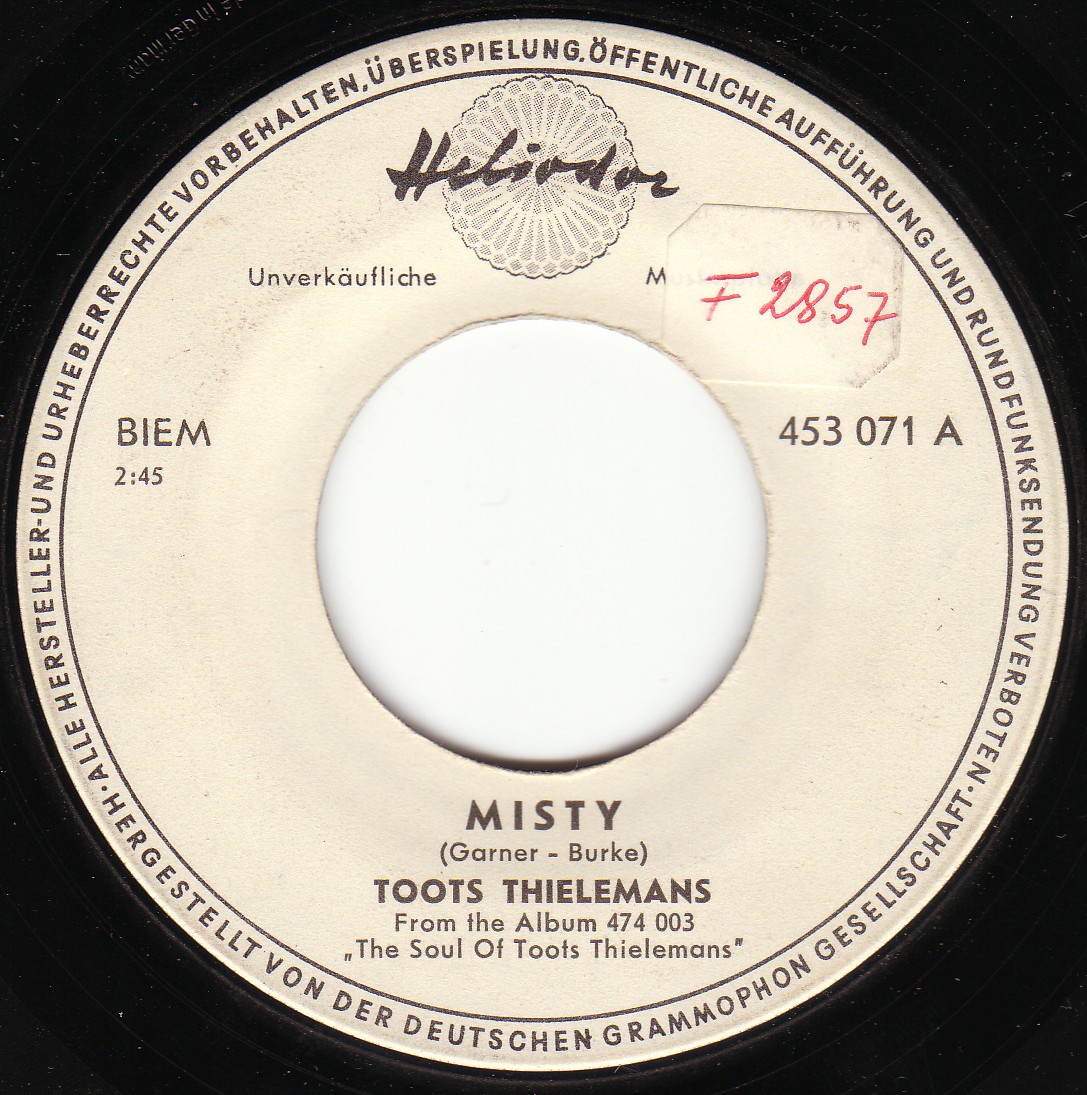 ALLE HERSTELLER-UND URHEBERRECHTE VORBEHALTEN, ÜBERSPIELUNG, ÖFFENTLICHE AUFFÜHRUNG UND RUNDFUNKSENDUNG VERBOTEN · HERGESTELLT VON DER DEUTSCHEN GRAMMOPHON GESELLSCHAFT ·
Heliodor
Unverkäufliche M
F 2857
BIEM 453 071 A
2:45
MISTY
(Garner - Burke)
TOOTS THIELEMANS
From the Album 474 003
„The Soul Of Toots Thielemans"